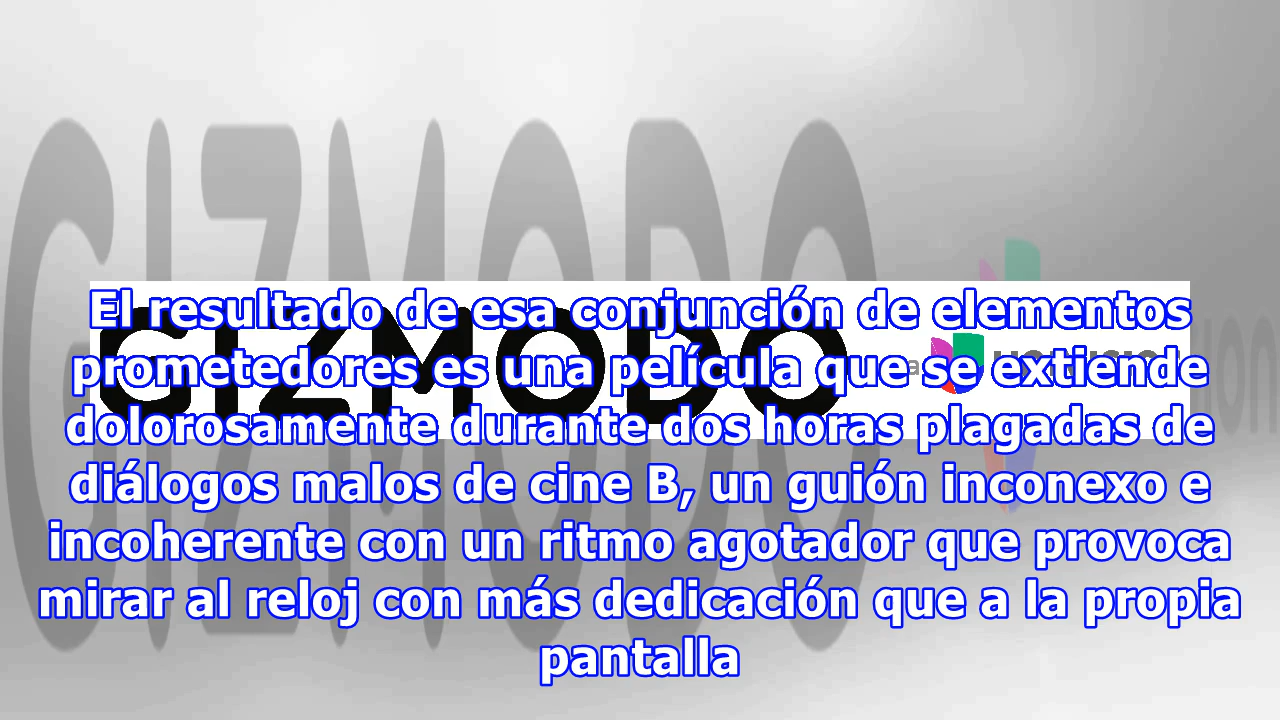 GIZMODO
GIZMODO
El resultado de esa conjunción de elementos
prometedores es una película que se extiende
dolorosamente durante dos horas plagadas de
diálogos malos de cine B, un guión inconexo e
incoherente con un ritmo agotador que provoca
mirar al reloj con más dedicación que a la propia
pantalla